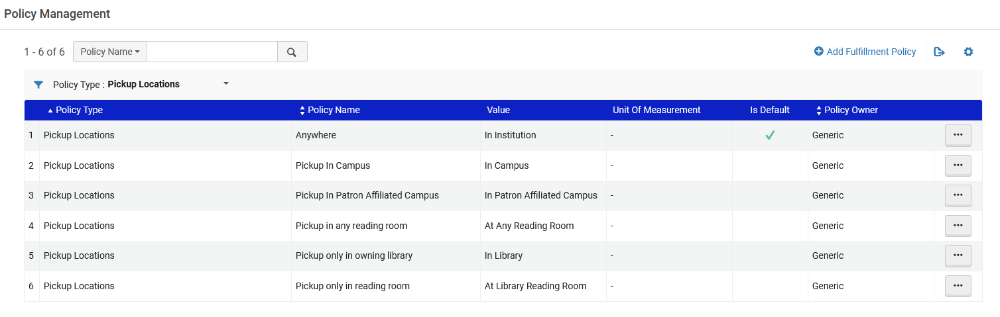 Policy Management
1 - 6 of 6 Policy Name Add Fulfillment Policy
Policy Type : Pickup Locations
Policy Type Policy Name Value Unit Of Measurement Is Default Policy Owner
1 Pickup Locations Anywhere In Institution - Generic
2 Pickup Locations Pickup In Campus In Campus - Generic
3 Pickup Locations Pickup In Patron Affiliated Campus In Patron Affiliated Campus - Generic
4 Pickup Locations Pickup in any reading room At Any Reading Room - Generic
5 Pickup Locations Pickup only in owning library In Library - Generic
6 Pickup Locations Pickup only in reading room At Library Reading Room - Generic